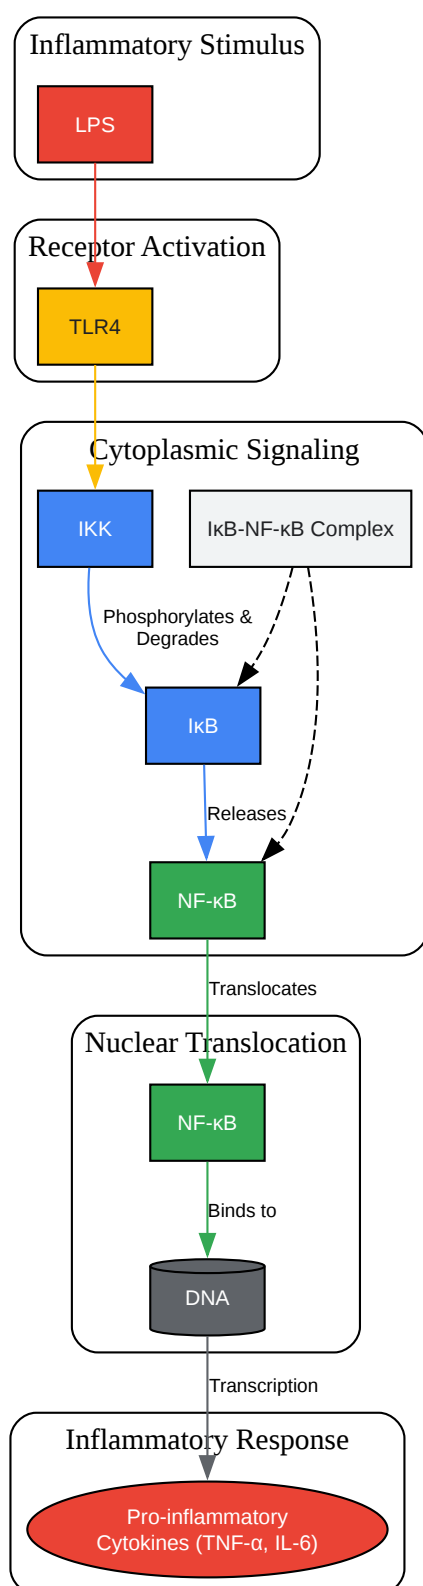 Inflammatory Stimulus
LPS
Receptor Activation
TLR4
Cytoplasmic Signaling
IKK
IκB-NF-κB Complex
Phosphorylates &
Degrades
IκB
Releases
NF-κB
Translocates
Nuclear Translocation
NF-κB
Binds to
DNA
Transcription
Inflammatory Response
Pro-inflammatory
Cytokines (TNF-α, IL-6)